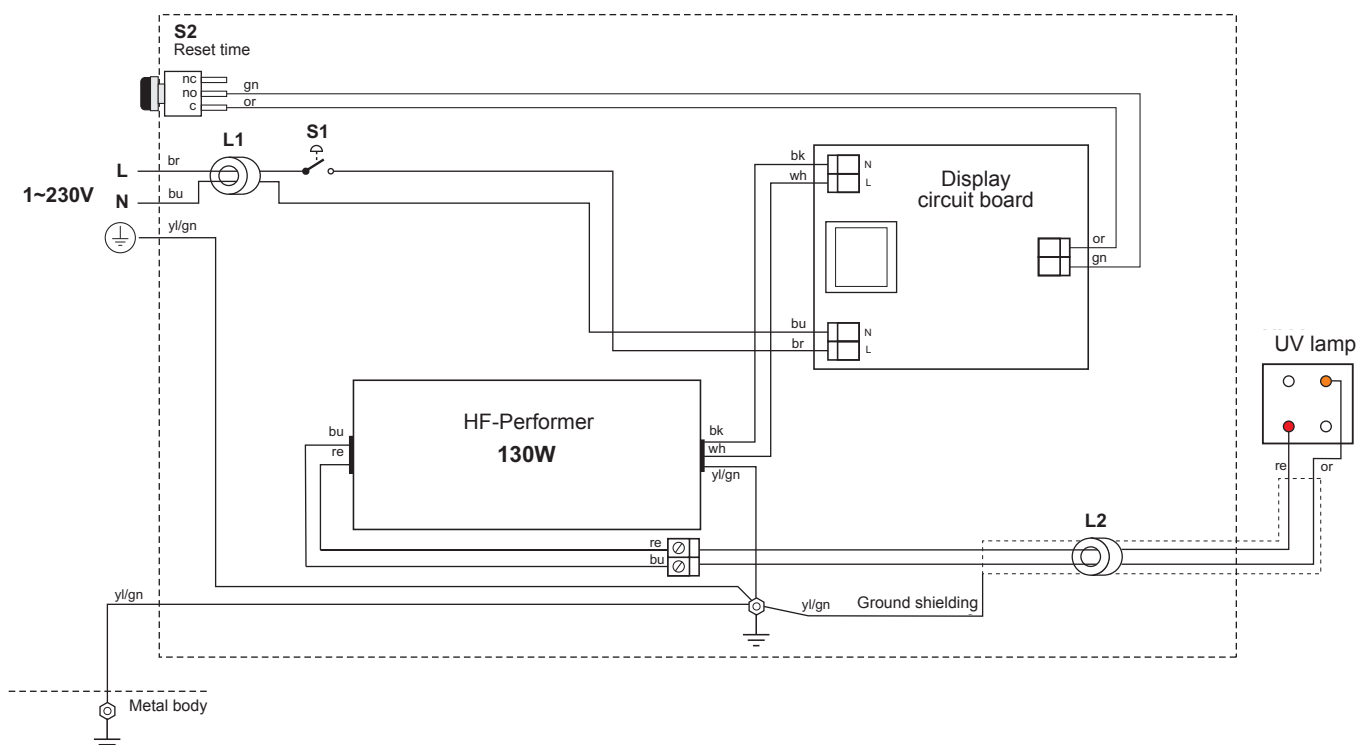 S2
Reset time
nc
no
c
gn
or
L1
S1
L
br
1~230V
N
bu
yl/gn
bk
N
wh
L
Display
circuit board
or
gn
bu
N
br
L
UV lamp
HF-Performer
130W
bu
re
bk
wh
yl/gn
re
or
L2
re
bu
yl/gn
yl/gn
Ground shielding
Metal body